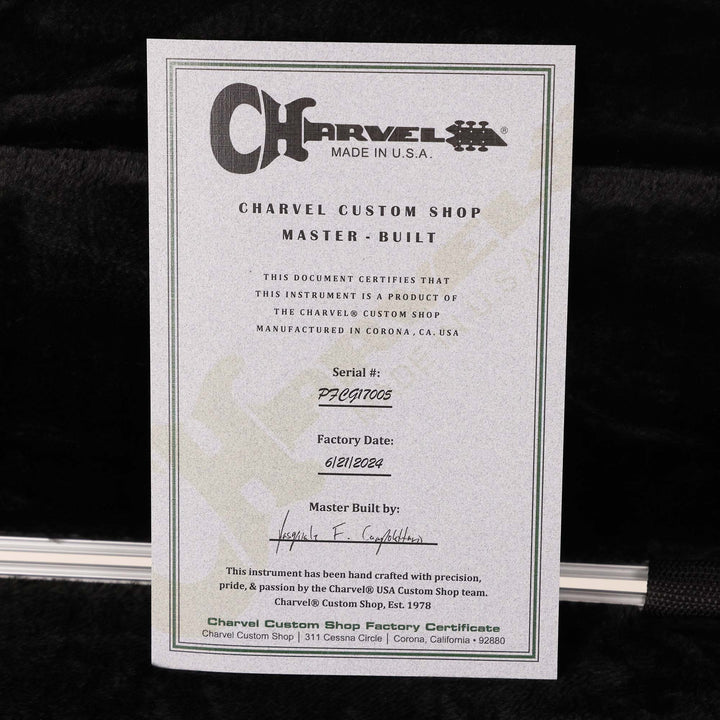 CHARVEL®
MADE IN U.S.A.
CHARVEL CUSTOM SHOP
MASTER - BUILT
THIS DOCUMENT CERTIFIES THAT
THIS INSTRUMENT IS A PRODUCT OF
THE CHARVEL® CUSTOM SHOP
MANUFACTURED IN CORONA, CA. USA
Serial #:
PFCG17005
Factory Date:
6/21/2024
Master Built by:
F.
This instrument has been hand crafted with precision,
pride, & passion by the Charvel® USA Custom Shop team.
Charvel® Custom Shop, Est. 1978
Charvel Custom Shop Factory Certificate
Charvel Custom Shop | 311 Cessna Circle | Corona, California • 92880